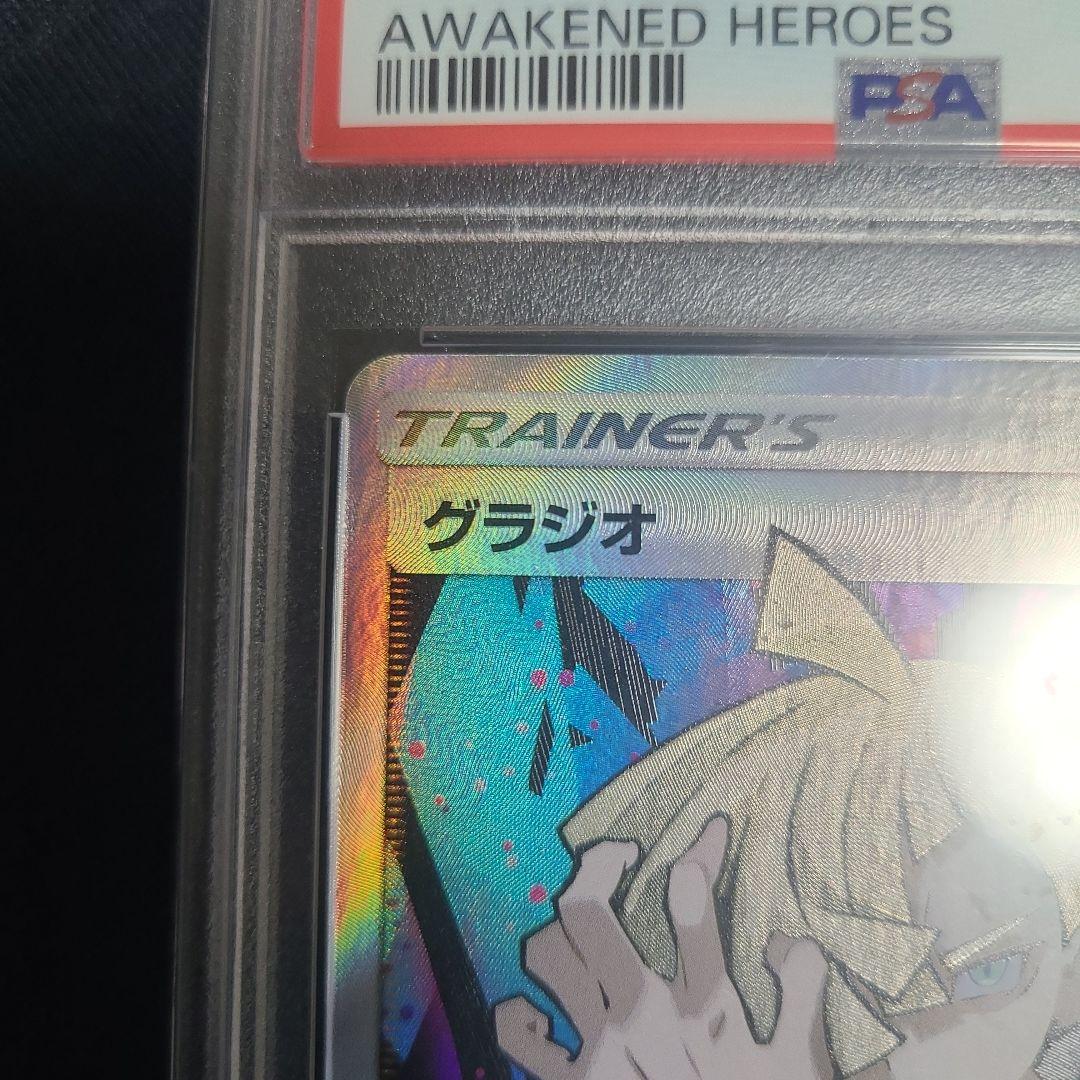 AWAKENED HEROES
PSA
TRAINER'S
グラジオ